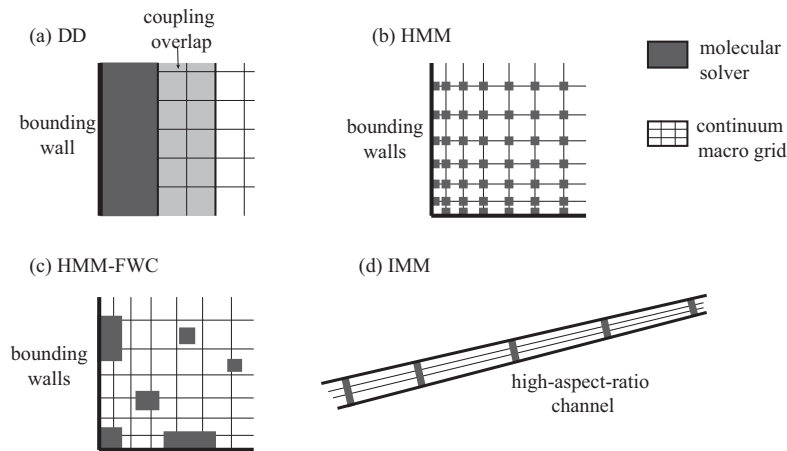 (a) DD
coupling
overlap
bounding
wall
(b) HMM
bounding
walls
molecular
solver
continuum
macro grid
(c) HMM-FWC
bounding
walls
(d) IMM
high-aspect-ratio
channel